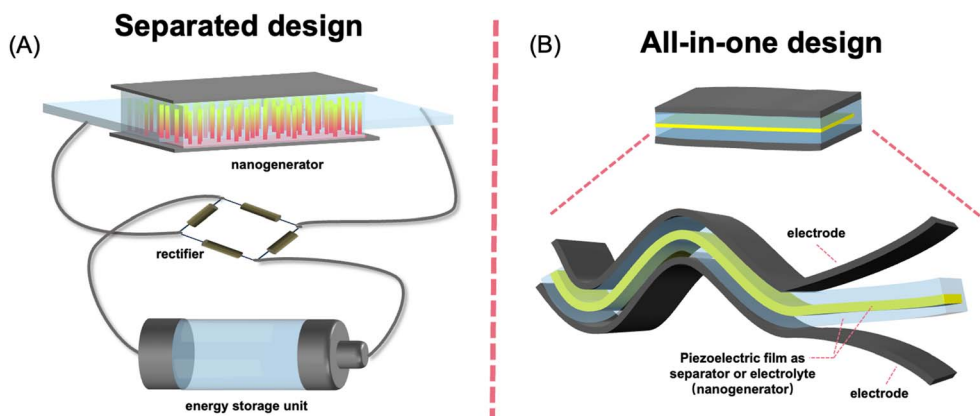 (A)
Separated design
nanogenerator
rectifier
energy storage unit
(B)
All-in-one design
electrode
Piezoelectric film as
separator or electrolyte
(nanogenerator)
electrode